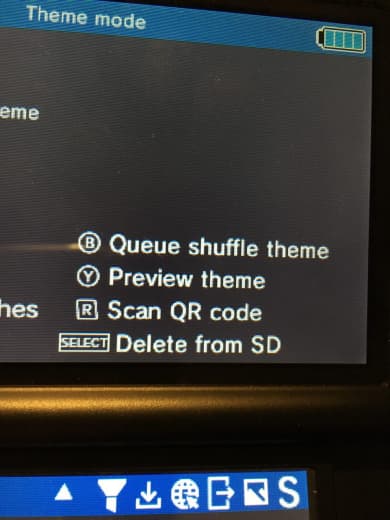 Theme mode
eme
Ⓑ Queue shuffle theme
Ⓨ Preview theme
hes
R Scan QR code
SELECT Delete from SD
S